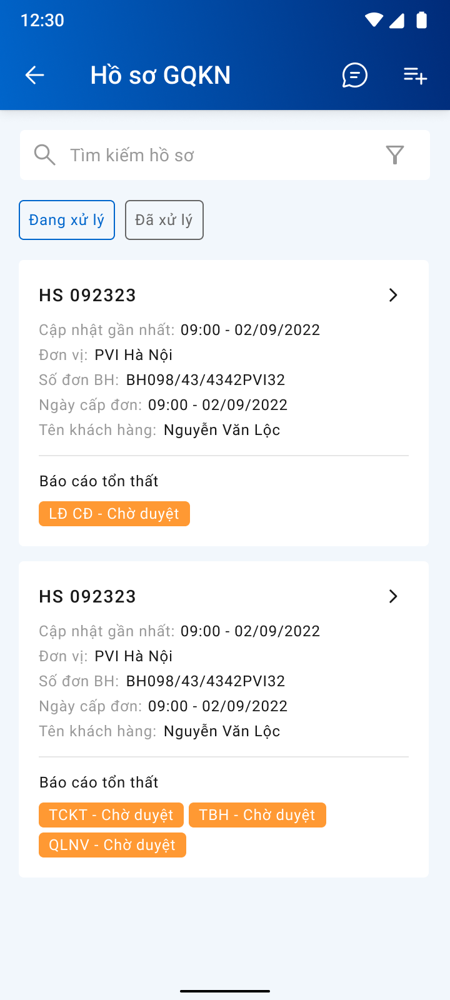 12:30
Hồ sơ GQKN
Tìm kiếm hồ sơ
Đang xử lý
Đã xử lý
HS 092323
Cập nhật gần nhất: 09:00 - 02/09/2022
Đơn vị: PVI Hà Nội
Số đơn BH: BH098/43/4342PVI32
Ngày cấp đơn: 09:00 - 02/09/2022
Tên khách hàng: Nguyễn Văn Lộc
Báo cáo tổn thất
LĐ CĐ - Chờ duyệt
HS 092323
Cập nhật gần nhất: 09:00 - 02/09/2022
Đơn vị: PVI Hà Nội
Số đơn BH: BH098/43/4342PVI32
Ngày cấp đơn: 09:00 - 02/09/2022
Tên khách hàng: Nguyễn Văn Lộc
Báo cáo tổn thất
TCKT - Chờ duyệt TBH - Chờ duyệt
QLNV - Chờ duyệt